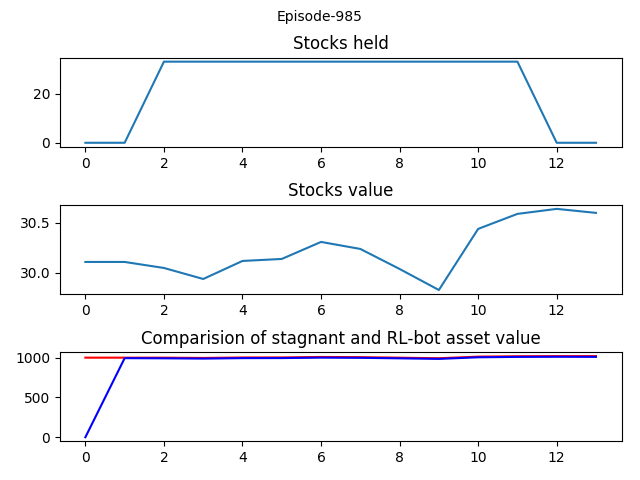 Episode-985
Stocks held
20
0
0 2 4 6 8 10 12
Stocks value
30.5
30.0
0 2 4 6 8 10 12
Comparision of stagnant and RL-bot asset value
1000
500
0
0 2 4 6 8 10 12